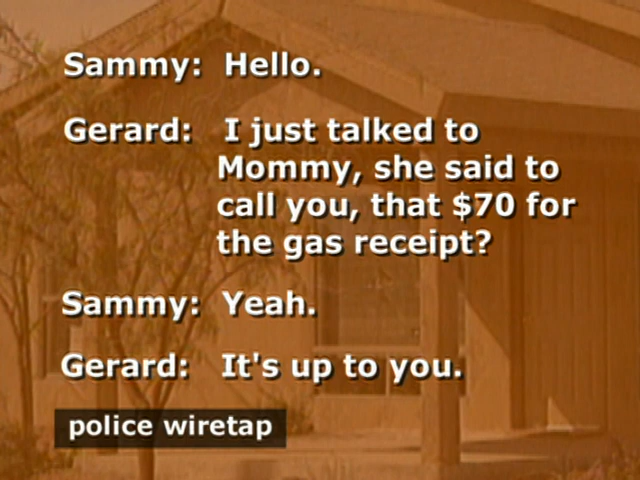 Sammy: Hello.
Gerard: I just talked to
Mommy, she said to
call you, that $70 for
the gas receipt?
Sammy: Yeah.
Gerard: It's up to you.
police wiretap